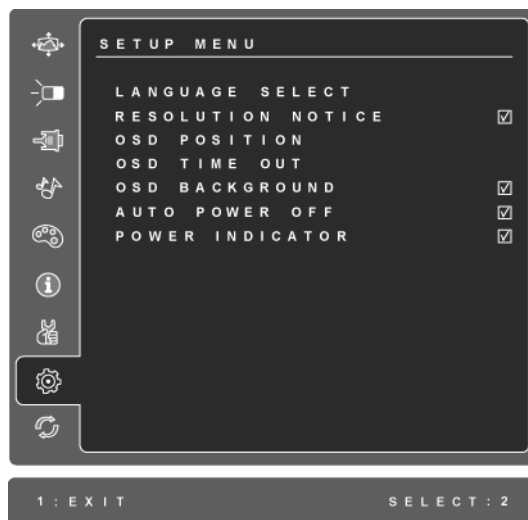 SETUP MENU
LANGUAGE SELECT
RESOLUTION NOTICE
OSD POSITION
OSD TIME OUT
OSD BACKGROUND
AUTO POWER OFF
POWER INDICATOR
1:EXIT SELECT:2